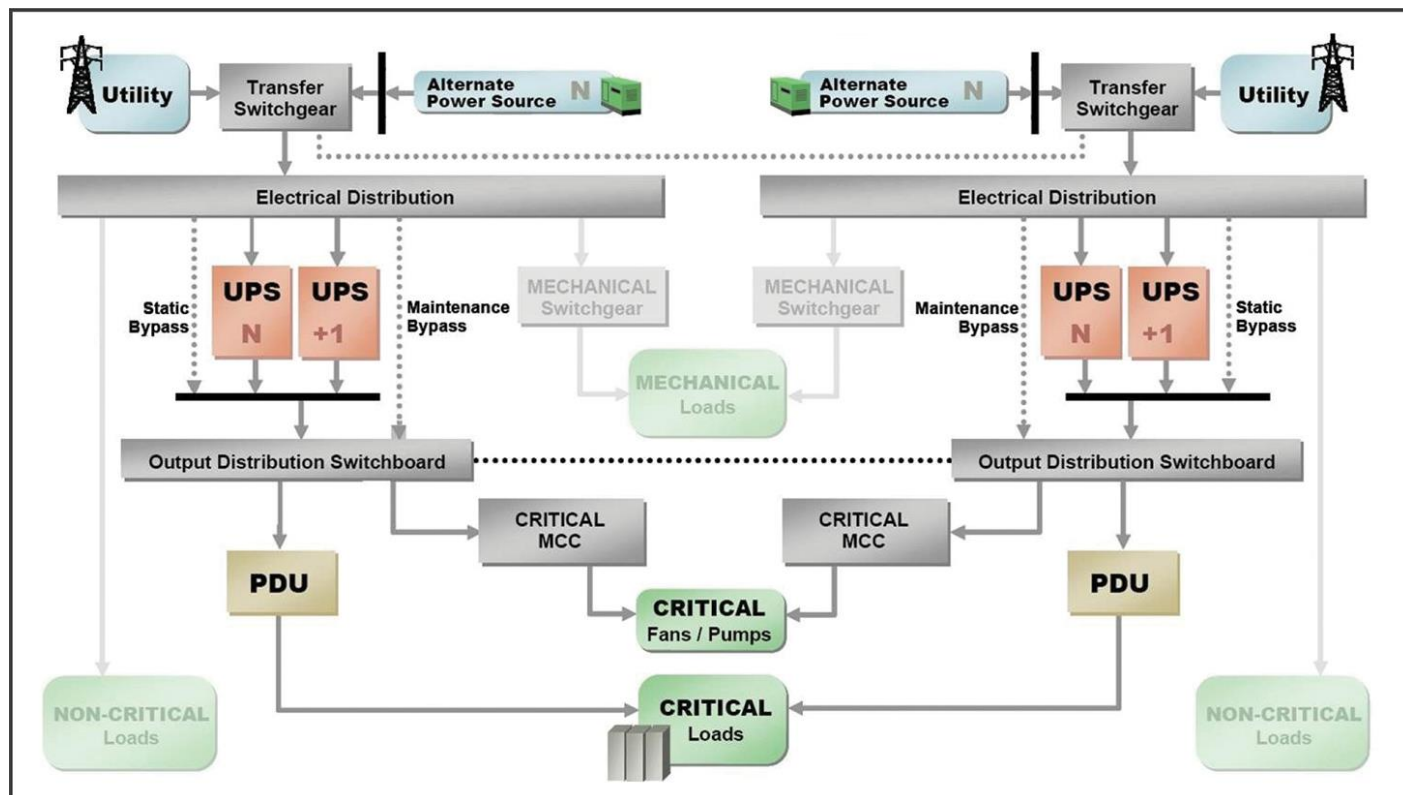 Utility
Transfer
Switchgear
Alternate
Power Source
N
Alternate
Power Source
N
Transfer
Switchgear
Utility
Electrical Distribution
Electrical Distribution
UPS
N
UPS
+1
Static
Bypass
Maintenance
Bypass
MECHANICAL
Switchgear
MECHANICAL
Switchgear
Maintenance
Bypass
UPS
N
UPS
+1
Static
Bypass
MECHANICAL
Loads
Output Distribution Switchboard
Output Distribution Switchboard
CRITICAL
MCC
CRITICAL
MCC
PDU
PDU
CRITICAL
Fans / Pumps
NON-CRITICAL
Loads
CRITICAL
Loads
NON-CRITICAL
Loads